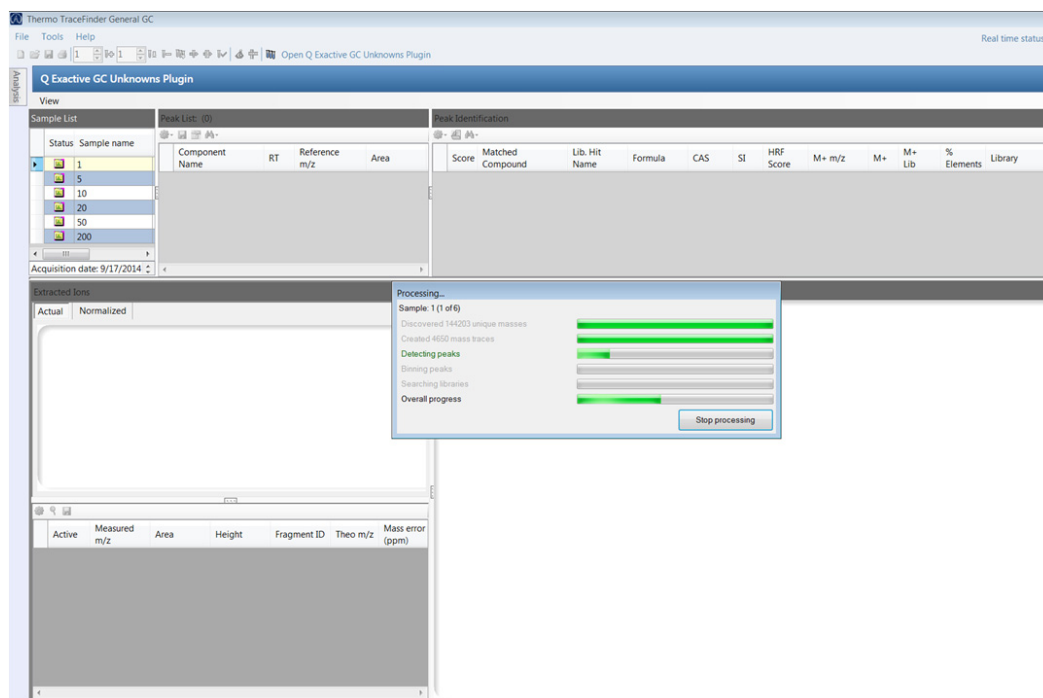 Thermo TraceFinder General GC
File Tools Help
Real time status
1 1 Open Q Exactive GC Unknowns Plugin
Analysis
Q Exactive GC Unknowns Plugin
View
Sample List
Peak List: (0)
Peak Identification
Status Sample name
1
5
10
20
50
200
Acquisition date: 9/17/2014
Component Name RT Reference m/z Area
Score Matched Compound Lib. Hit Name Formula CAS SI HRF Score M+ m/z M+ M+ Lib % Elements Library
Extracted Ions
Actual Normalized
Processing...
Sample: 1 (1 of 6)
Discovered 144203 unique masses
Created 4650 mass traces
Detecting peaks
Binning peaks
Searching libraries
Overall progress
Stop processing
Active Measured m/z Area Height Fragment ID Theo m/z Mass error (ppm)